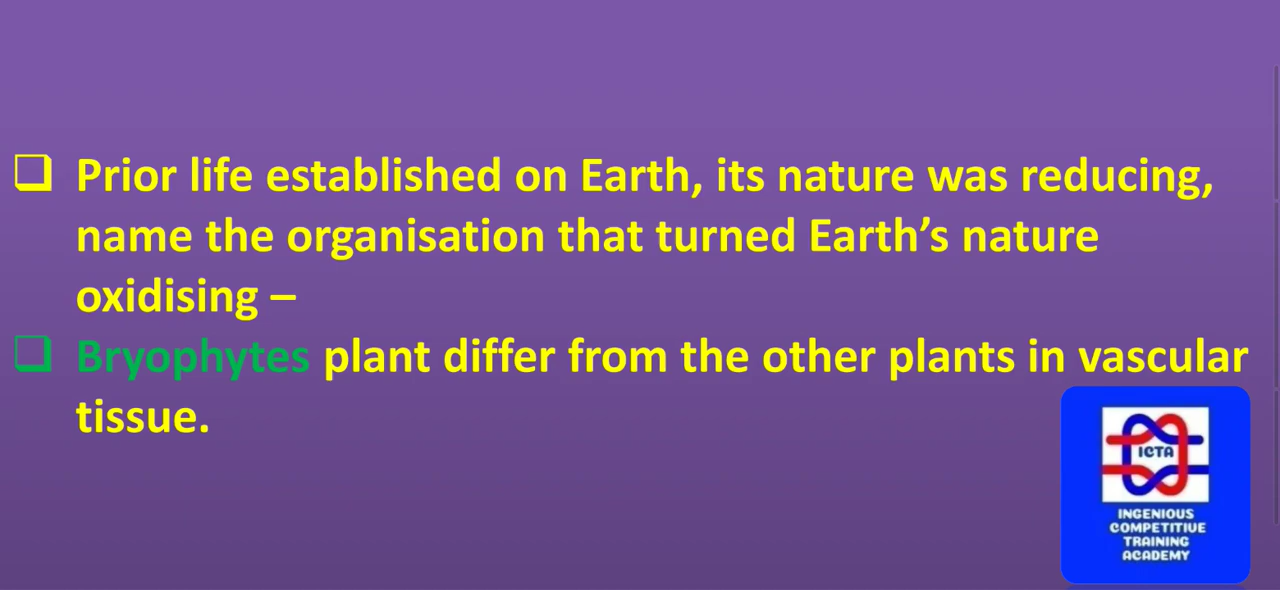 Prior life established on Earth, its nature was reducing,
name the organisation that turned Earth’s nature
oxidising –
Bryophytes plant differ from the other plants in vascular
tissue.
ICTA
INGENIOUS
COMPETITIVE
TRAINING
ACADEMY